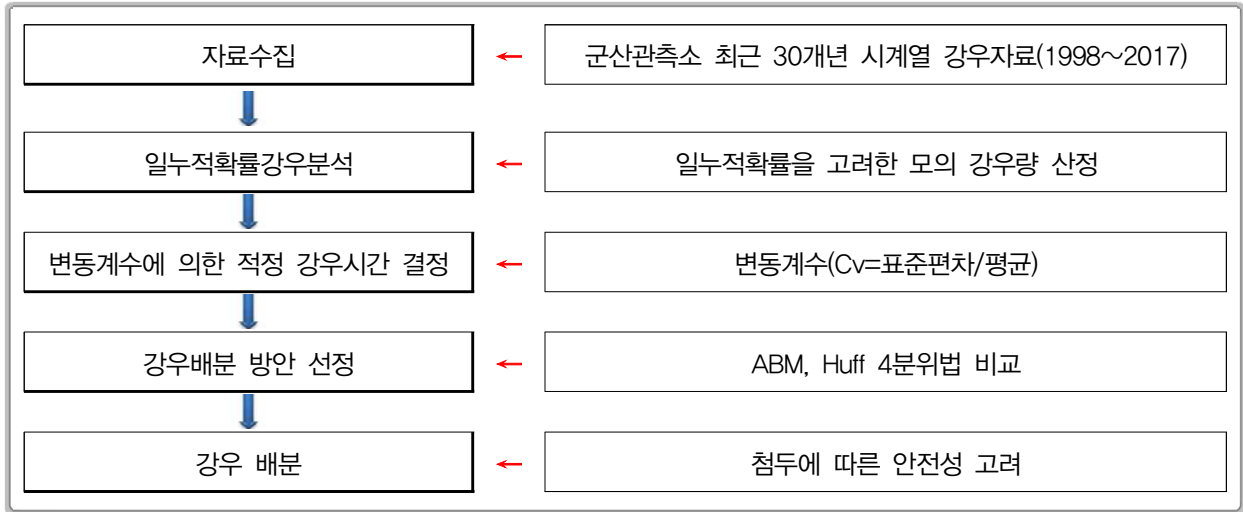 자료수집 ← 군산관측소 최근 30개년 시계열 강우자료(1998~2017)
일누적확률강우분석 ← 일누적확률을 고려한 모의 강우량 산정
변동계수에 의한 적정 강우시간 결정 ← 변동계수(Cv=표준편차/평균)
강우배분 방안 선정 ← ABM, Huff 4분위법 비교
강우 배분 ← 첨두에 따른 안전성 고려